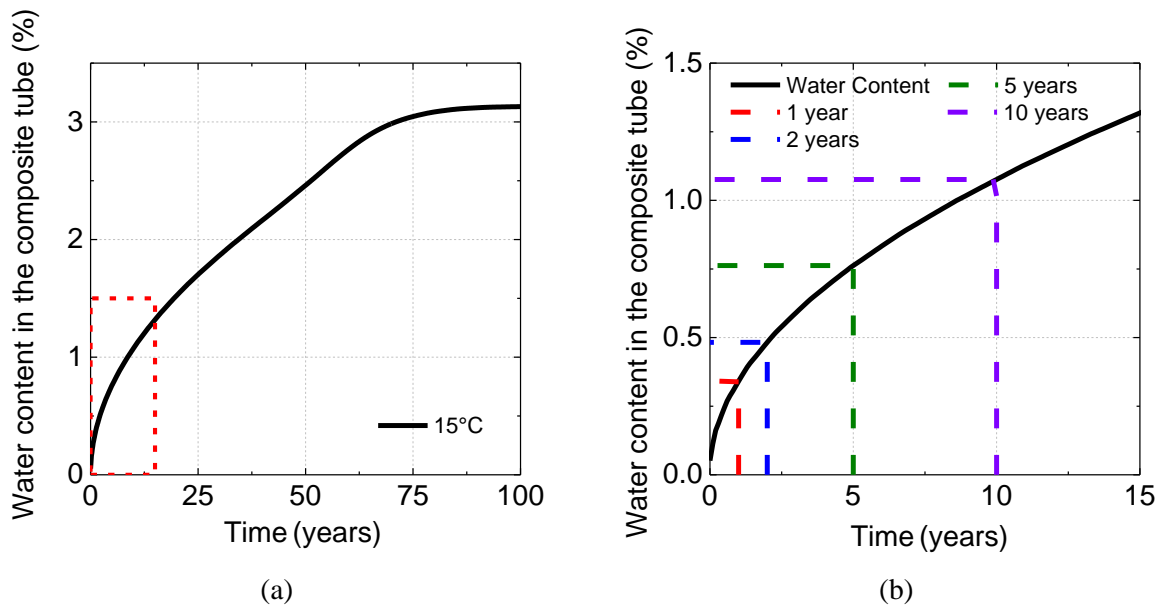 Water content in the composite tube (%)
3
2
1
0
0 25 50 75 100
Time (years)
15°C
(a)
Water content in the composite tube (%)
1.5
1.0
0.5
0.0
0 5 10 15
Time (years)
Water Content
1 year
2 years
5 years
10 years
(b)